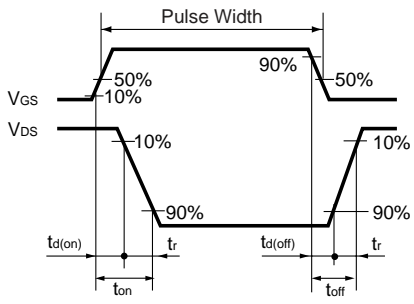 Pulse Width
90%
50%
50%
10%
VGS
VDS
10%
10%
90%
90%
td(on)
tr
td(off)
tr
ton
toff